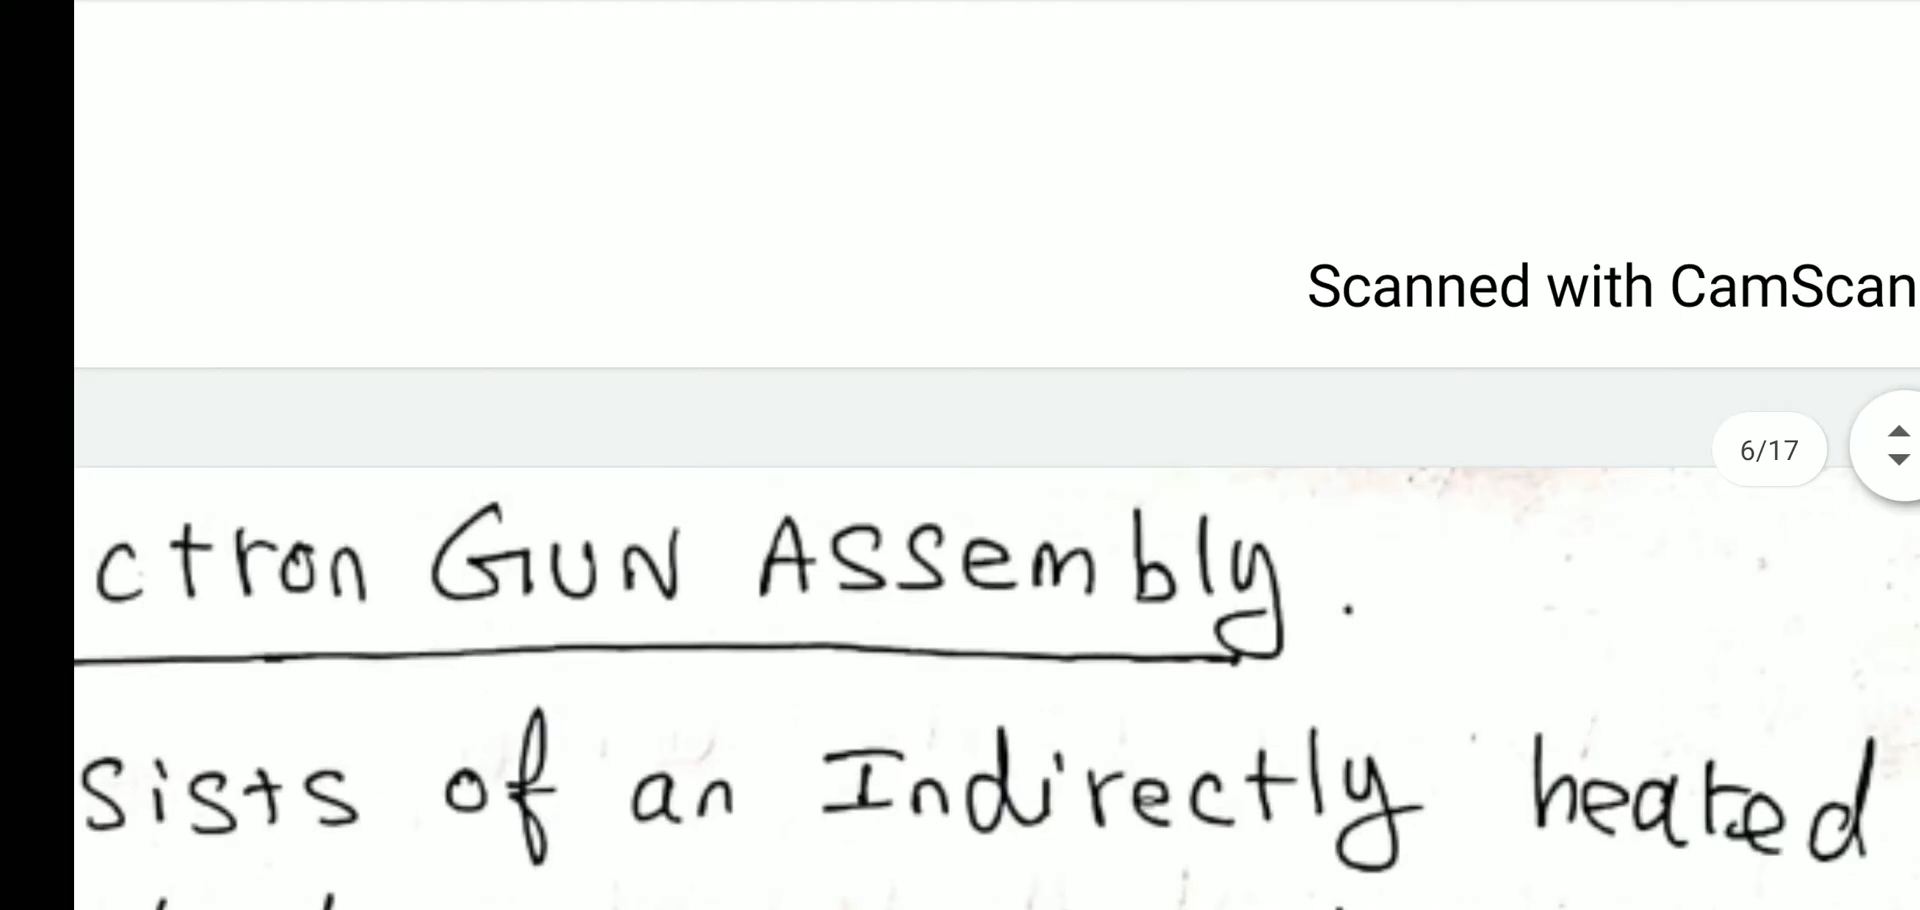 Scanned with CamScan
6/17
ctron GUN Assembly.
sists of an Indirectly heated